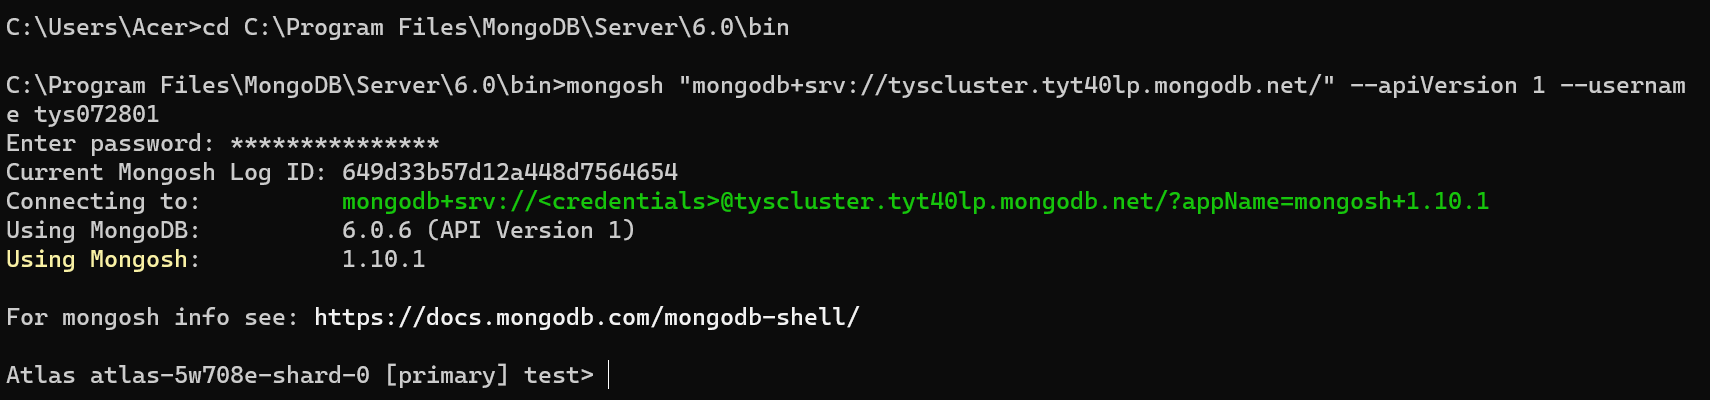 C:\Users\Acer>cd C:\Program Files\MongoDB\Server\6.0\bin
C:\Program Files\MongoDB\Server\6.0\bin>mongosh "mongodb+srv://tyscluster.tyt40lp.mongodb.net/" --apiVersion 1 --usernam
e tys072801
Enter password: ***************
Current Mongosh Log ID: 649d33b57d12a448d7564654
Connecting to: mongodb+srv://<credentials>@tyscluster.tyt40lp.mongodb.net/?appName=mongosh+1.10.1
Using MongoDB: 6.0.6 (API Version 1)
Using Mongosh: 1.10.1
For mongosh info see: https://docs.mongodb.com/mongodb-shell/
Atlas atlas-5w708e-shard-0 [primary] test>